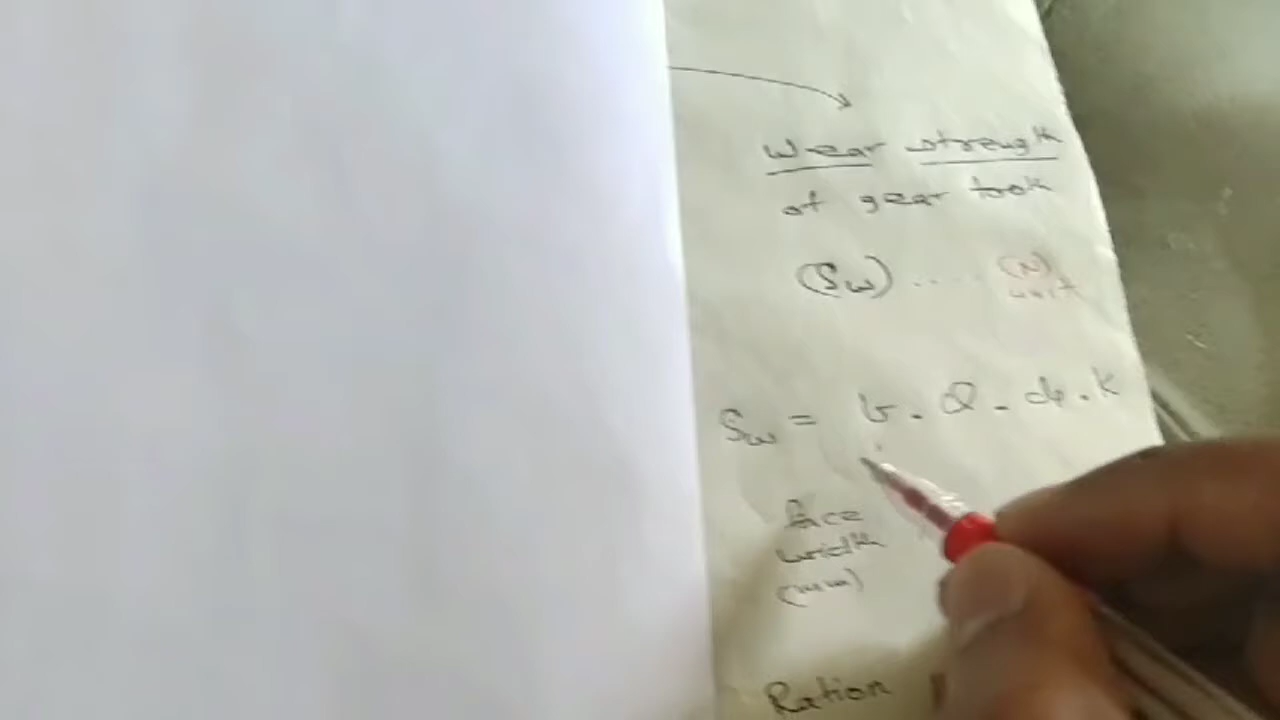 Wear strength
of gear tooth
(Sw) .... (N)
unit
Sw = b . Q . dp . k
face
width
(mm)
Ration